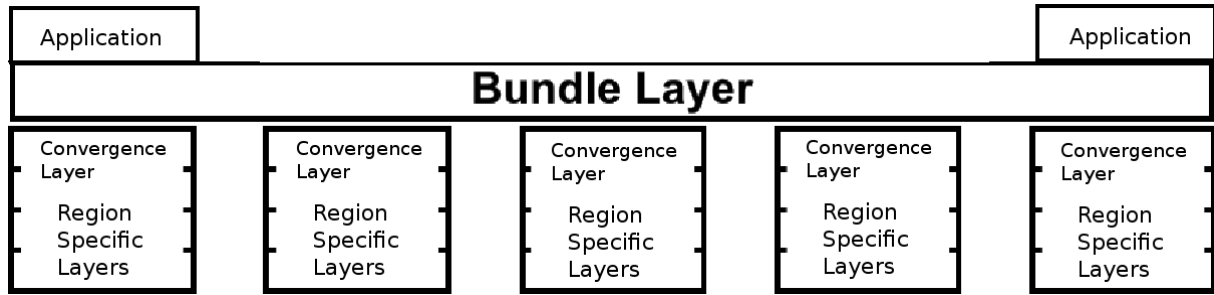 Application
Application
Bundle Layer
Convergence
Layer
Region
Specific
Layers
Convergence
Layer
Region
Specific
Layers
Convergence
Layer
Region
Specific
Layers
Convergence
Layer
Region
Specific
Layers
Convergence
Layer
Region
Specific
Layers